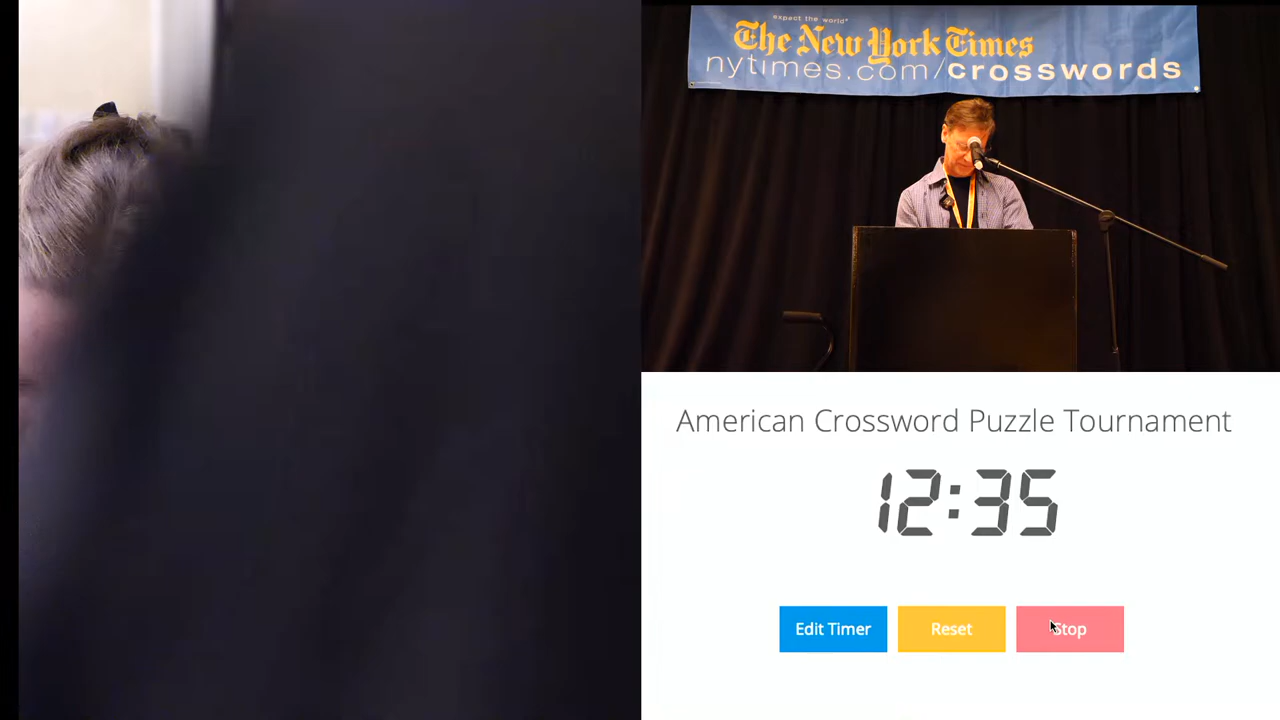 expect the world®
The New York Times
nytimes.com/crosswords
American Crossword Puzzle Tournament
12:35
Edit Timer
Reset
Stop